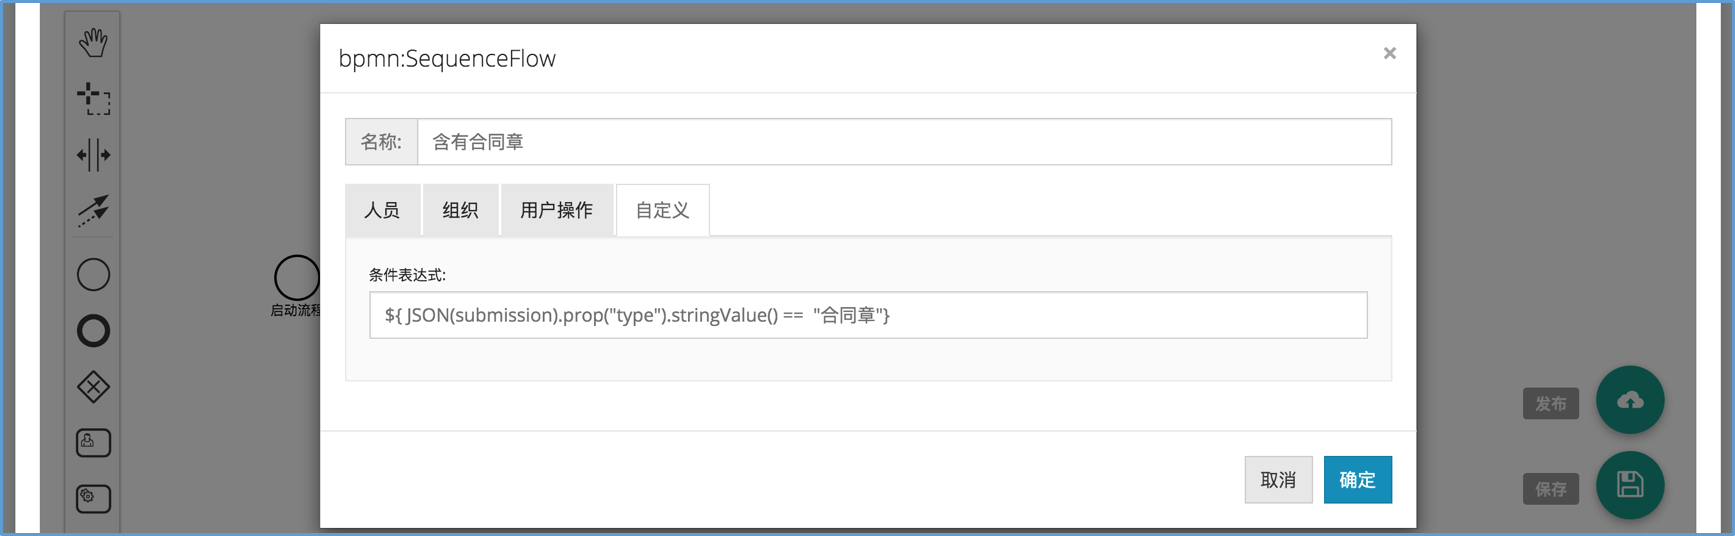 bpmn:SequenceFlow
×
名称: 含有合同章
人员 组织 用户操作 自定义
条件表达式:
${ JSON(submission).prop("type").stringValue() == "合同章"}
启动流程
发布
取消 确定
保存